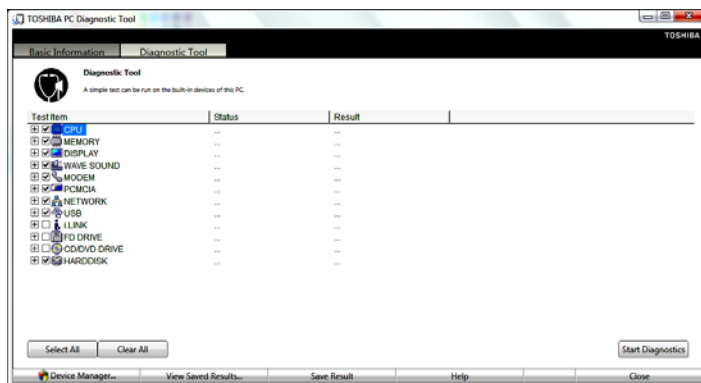 TOSHIBA PC Diagnostic Tool
TOSHIBA
Basic Information Diagnostic Tool
Diagnostic Tool
A simple test can be run on the built-in devices of this PC.
Test Item Status Result
CPU ... ...
MEMORY ... ...
DISPLAY ... ...
WAVE SOUND ... ...
MODEM ... ...
PCMCIA ... ...
NETWORK ... ...
USB ... ...
i.LINK ... ...
FD DRIVE ... ...
CD/DVD DRIVE ... ...
HARDDISK ... ...
Select All Clear All Start Diagnostics
Device Manager... View Saved Results... Save Result Help Close